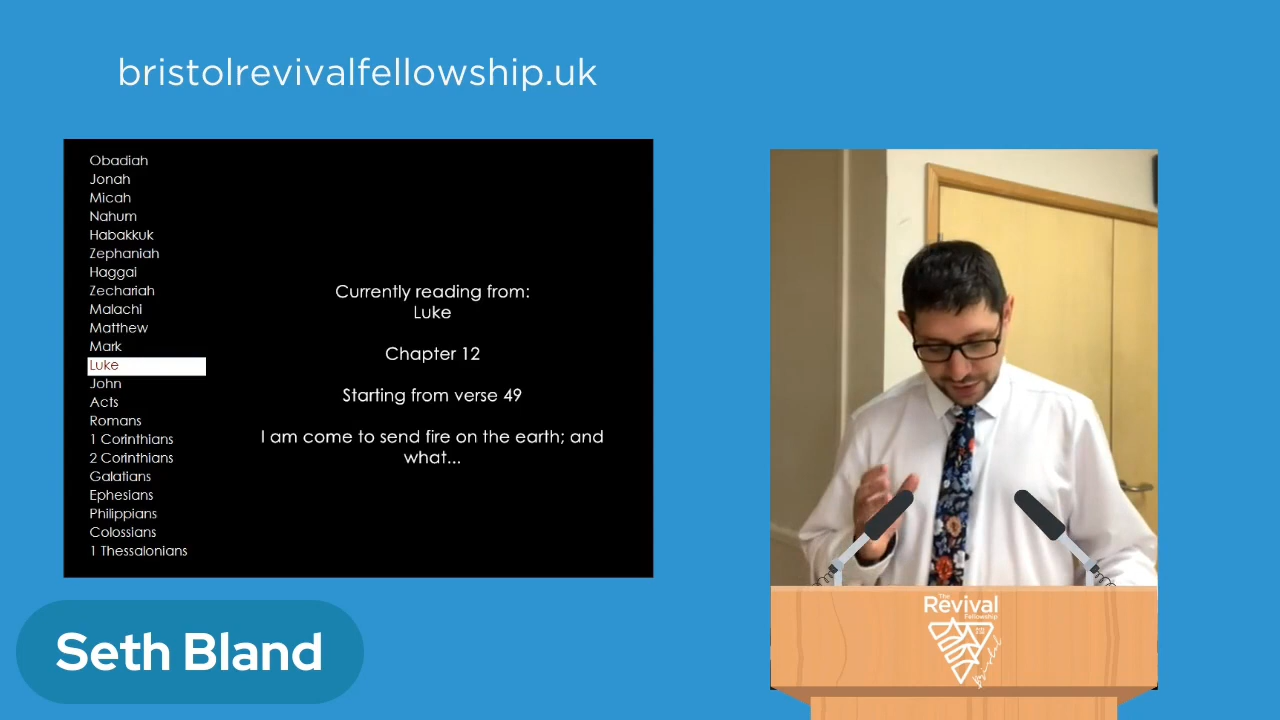 bristolrevivalfellowship.uk
Obadiah
Jonah
Micah
Nahum
Habakkuk
Zephaniah
Haggai
Zechariah
Malachi
Matthew
Mark
Luke
John
Acts
Romans
1 Corinthians
2 Corinthians
Galatians
Ephesians
Philippians
Colossians
1 Thessalonians
Currently reading from:
Luke
Chapter 12
Starting from verse 49
I am come to send fire on the earth; and
what...
Seth Bland
The
Revival
Fellowship
Bristol